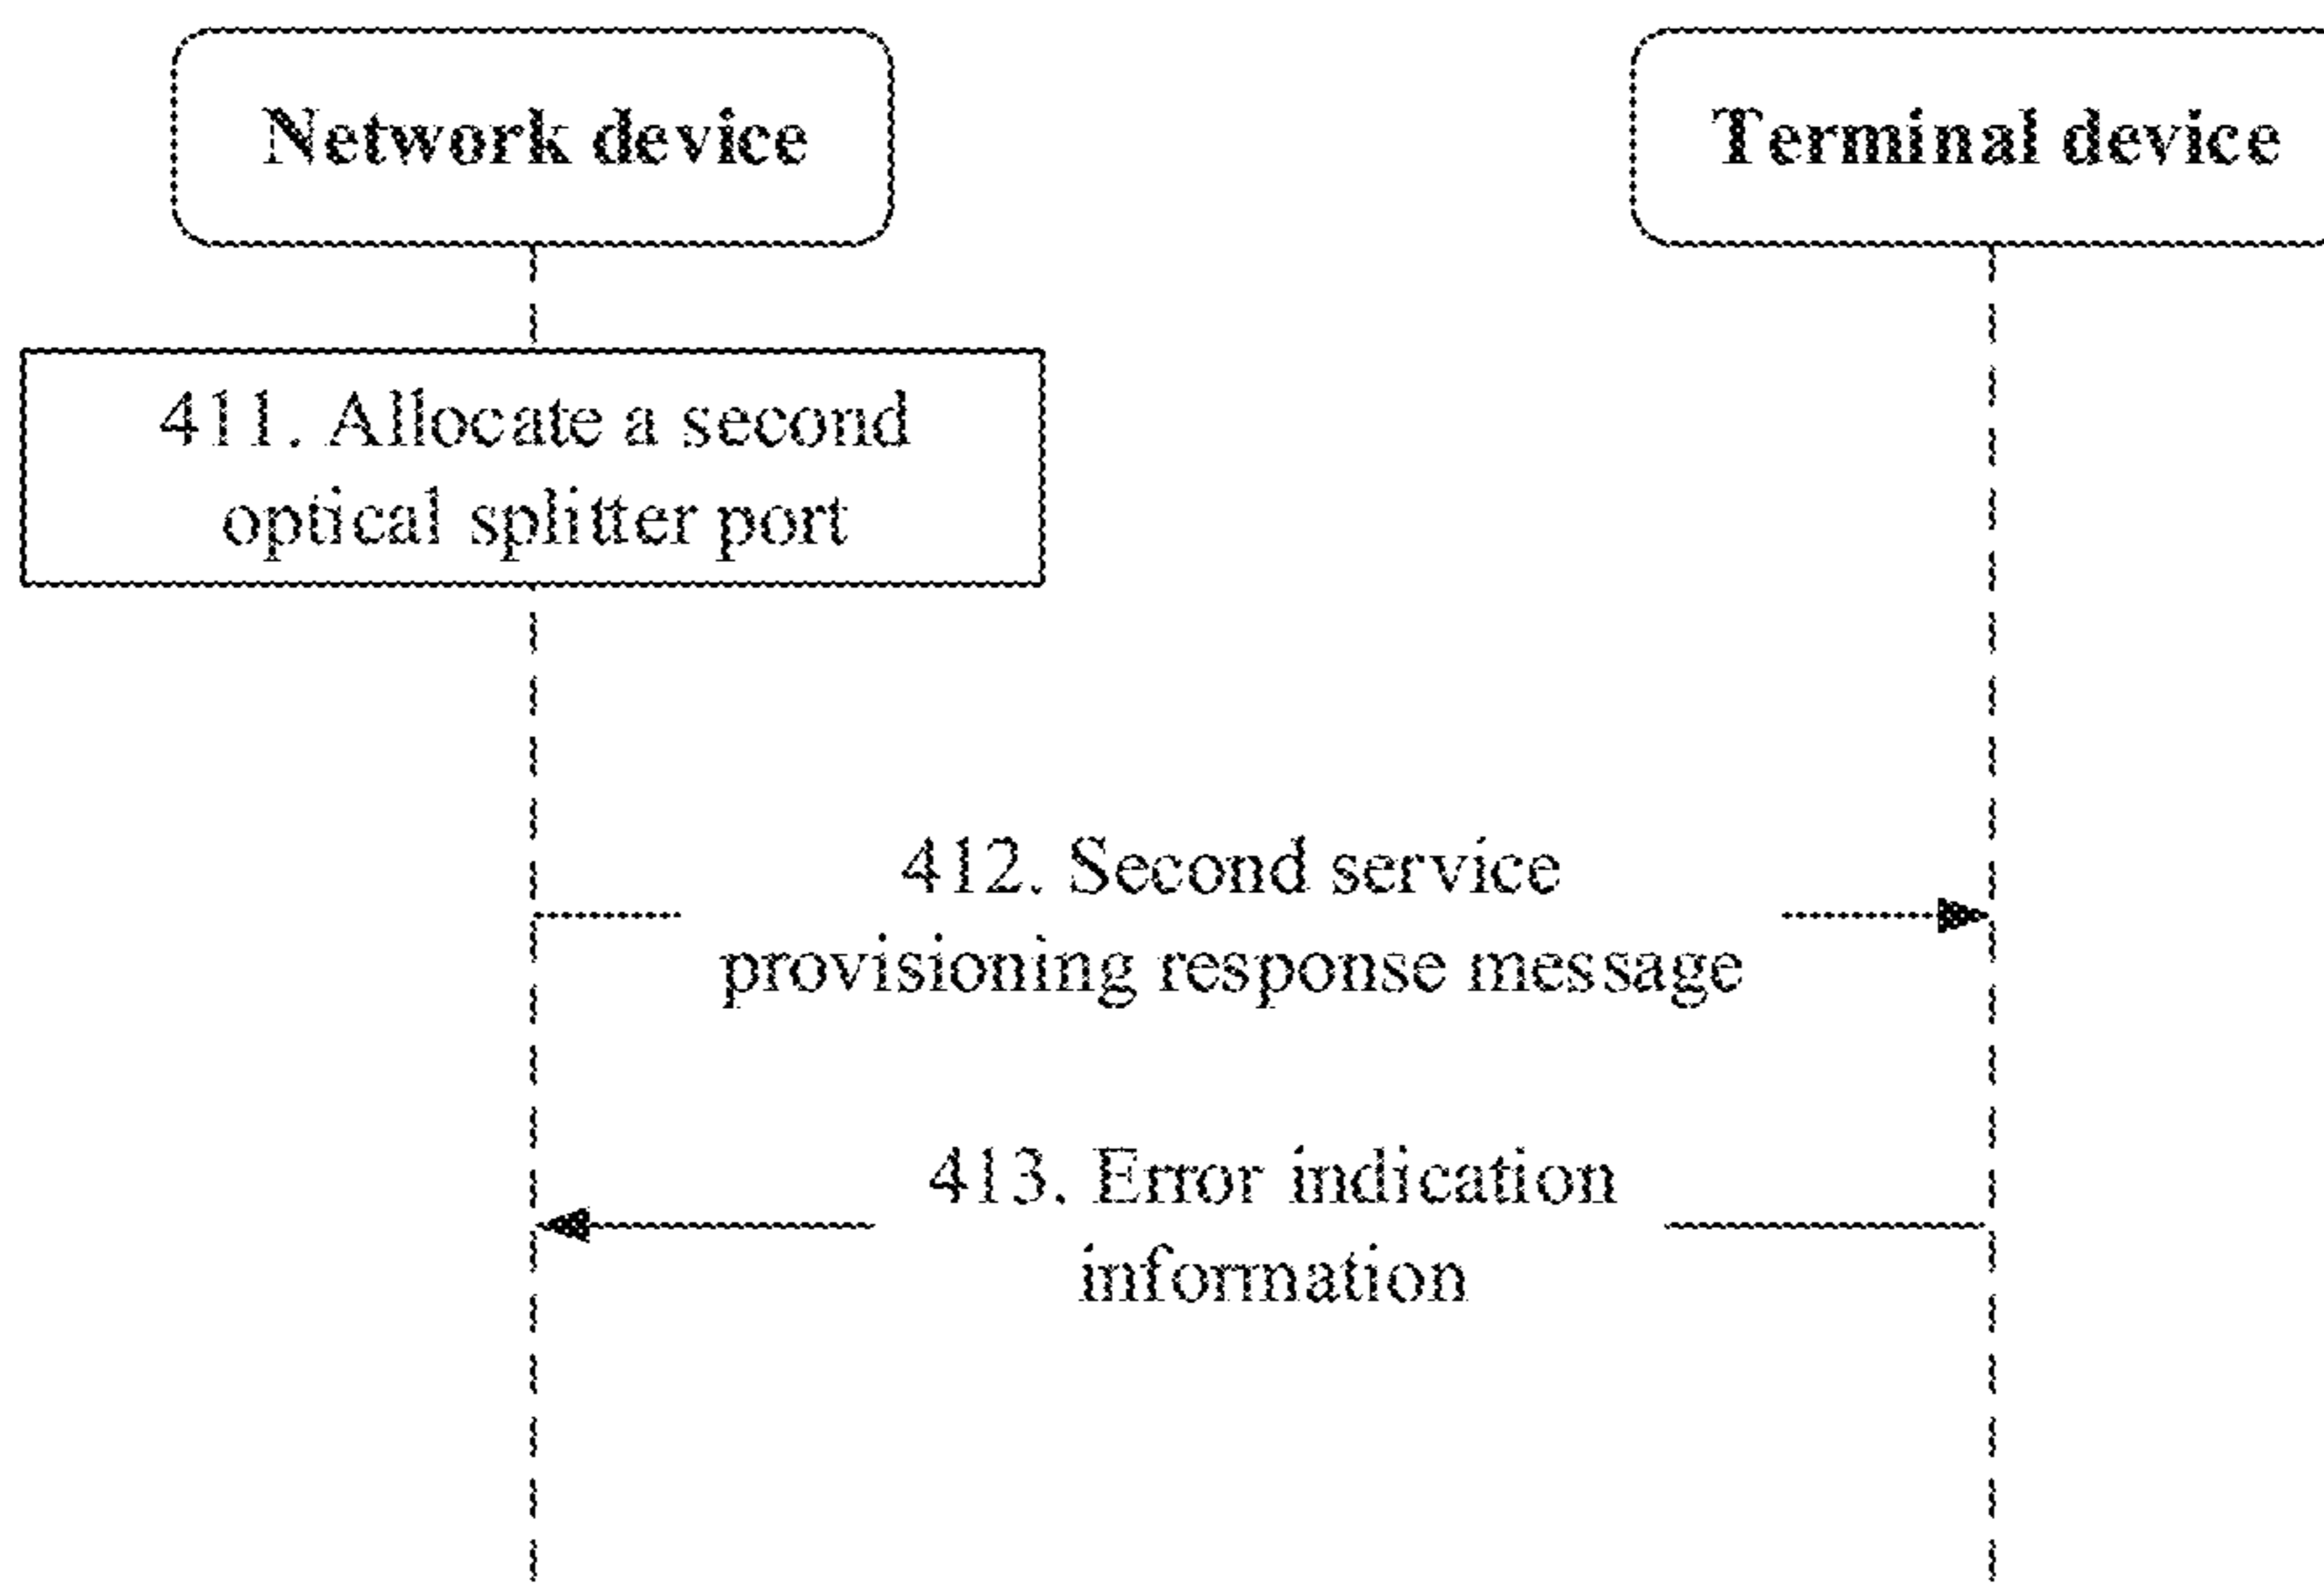 Network device
Terminal device
411. Allocate a second
optical splitter port
412. Second service
provisioning response message
413. Error indication
information